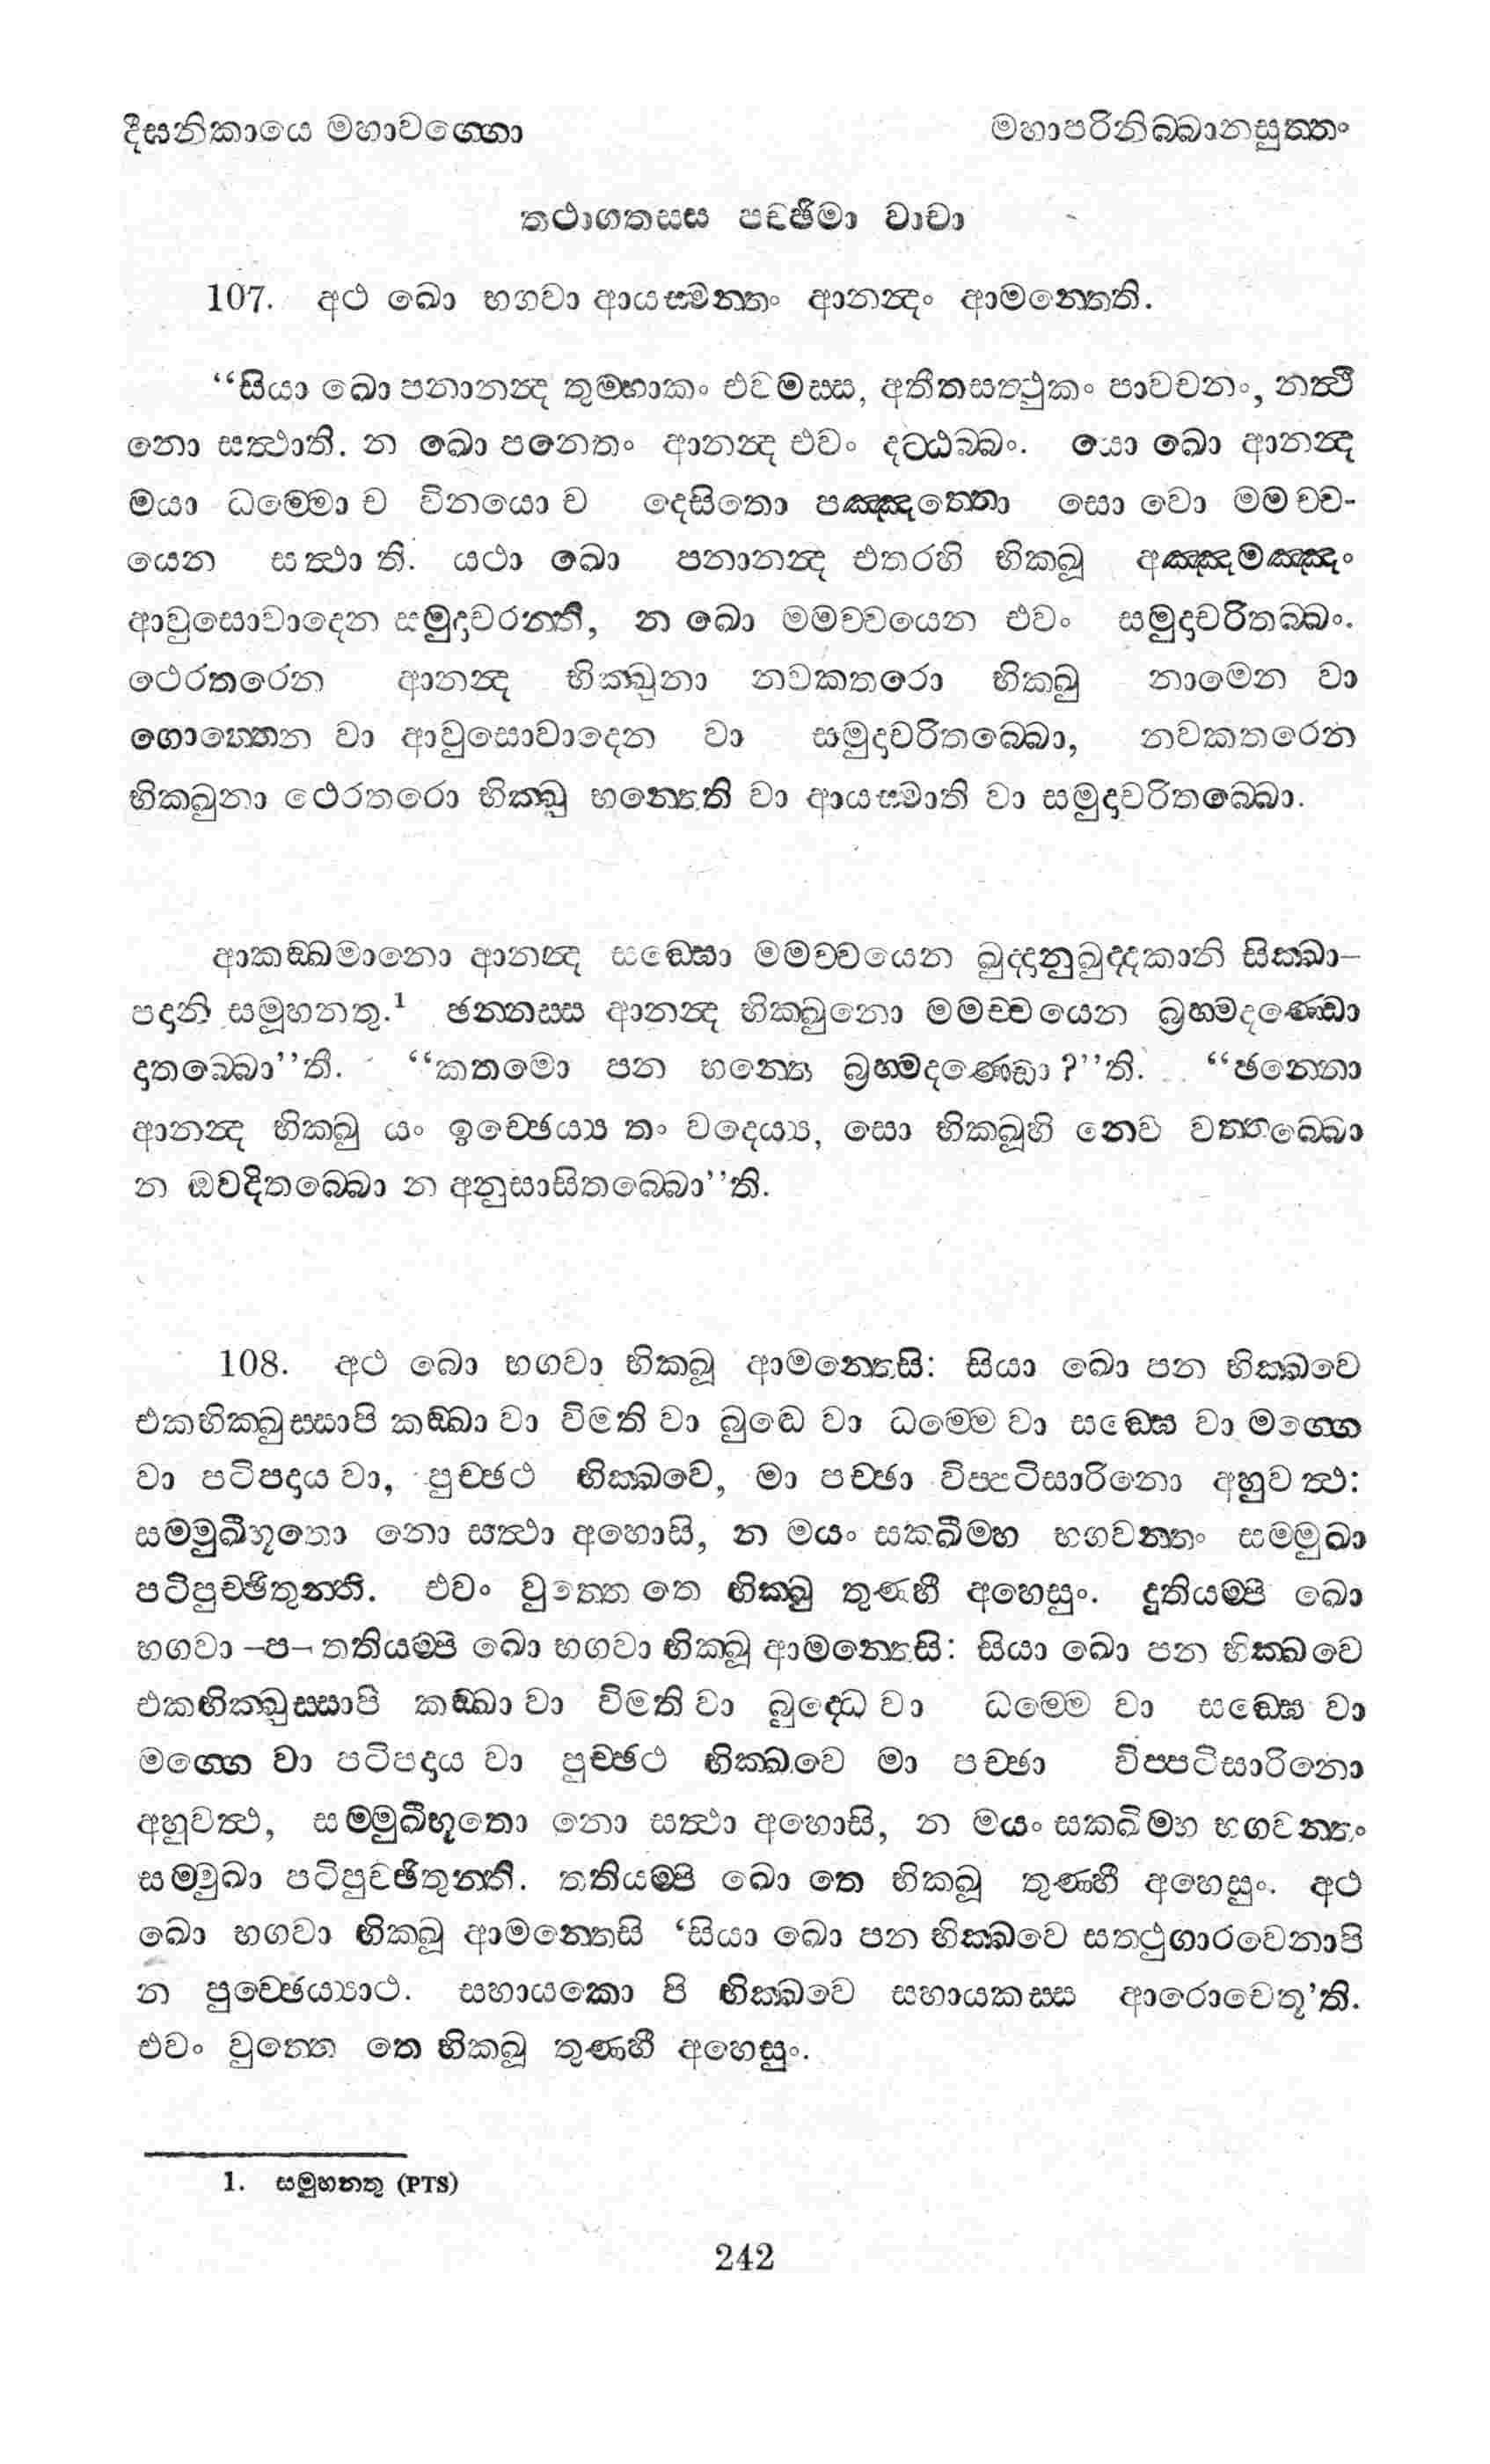 දීඝනිකායෙ මහාවග්ගො
මහාපරිනිබ්බානසුත්තං
තථාගතස්ස පච්ඡිමා වාචා
107. අථ ඛො භගවා ආයස්මන්තං ආනන්දං ආමන්තෙති.
“සියා ඛො පනානන්ද තුම්හාකං එවමස්ස, අතීතසත්ථුකං පාවචනං, නත්ථි
නො සත්ථාති. න ඛො පනෙතං ආනන්ද එවං දට්ඨබ්බං. යො ඛො ආනන්ද
මයා ධම්මො ච විනයො ච දෙසිතො පඤ්ඤත්තො සො වො මමච්ච-
යෙන සත්ථා ති. යථා ඛො පනානන්ද එතරහි භික්ඛූ අඤ්ඤමඤ්ඤං
ආවුසොවාදෙන සමුදාචරන්ති, න ඛො මමච්චයෙන එවං සමුදාචරිතබ්බං.
ථෙරතරෙන ආනන්ද භික්ඛුනා නවකතරො භික්ඛු නාමෙන වා
ගොත්තෙන වා ආවුසොවාදෙන වා සමුදාචරිතබ්බො, නවකතරෙන
භික්ඛුනා ථෙරතරො භික්ඛු භන්තෙති වා ආයස්මාති වා සමුදාචරිතබ්බො.
ආකඞ්ඛමානො ආනන්ද සඞ්ඝො මමච්චයෙන ඛුද්දානුඛුද්දකානි සික්ඛා-
පදානි සමූහනතු.¹ ඡන්නස්ස ආනන්ද භික්ඛුනො මමච්චයෙන බ්‍රහ්මදණ්ඩො
දාතබ්බො’’ති. “කතමො පන භන්තෙ බ්‍රහ්මදණ්ඩො?’’ති. “ඡන්නො
ආනන්ද භික්ඛු යං ඉච්ඡෙය්‍ය තං වදෙය්‍ය, සො භික්ඛූහි නෙව වත්තබ්බො
න ඔවදිතබ්බො න අනුසාසිතබ්බො’’ති.
108. අථ ඛො භගවා භික්ඛූ ආමන්තෙසි: සියා ඛො පන භික්ඛවෙ
එකභික්ඛුස්සාපි කඞ්ඛා වා විමති වා බුද්ධෙ වා ධම්මෙ වා සඞ්ඝෙ වා මග්ගෙ
වා පටිපදාය වා, පුච්ඡථ භික්ඛවෙ, මා පච්ඡා විප්පටිසාරිනො අහුවත්ථ:
සම්මුඛීභූතො නො සත්ථා අහොසි, න මයං සක්ඛිම්හ භගවන්තං සම්මුඛා
පටිපුච්ඡිතුන්ති. එවං වුත්තෙ තෙ භික්ඛූ තුණ්හී අහෙසුං. දුතියම්පි ඛො
භගවා –ප– තතියම්පි ඛො භගවා භික්ඛූ ආමන්තෙසි: සියා ඛො පන භික්ඛවෙ
එකභික්ඛුස්සාපි කඞ්ඛා වා විමති වා බුද්ධෙ වා ධම්මෙ වා සඞ්ඝෙ වා
මග්ගෙ වා පටිපදාය වා පුච්ඡථ භික්ඛවෙ මා පච්ඡා විප්පටිසාරිනො
අහුවත්ථ, සම්මුඛීභූතො නො සත්ථා අහොසි, න මයං සක්ඛිම්හ භගවන්තං
සම්මුඛා පටිපුච්ඡිතුන්ති. තතියම්පි ඛො තෙ භික්ඛූ තුණ්හී අහෙසුං. අථ
ඛො භගවා භික්ඛූ ආමන්තෙසි ‘සියා ඛො පන භික්ඛවෙ සත්ථුගාරවෙනාපි
න පුච්ඡෙය්‍යාථ. සහායකො පි භික්ඛවෙ සහායකස්ස ආරොචෙතූ’ති.
එවං වුත්තෙ තෙ භික්ඛූ තුණ්හී අහෙසුං.
1. සමුහනතු (PTS)
242